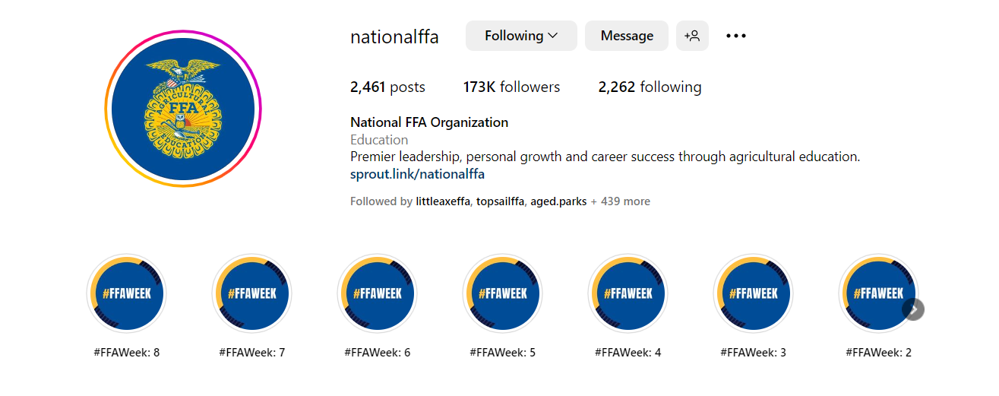 nationalffa Following Message
2,461 posts 173K followers 2,262 following
AGRICULTURAL
FFA
EDUCATION
National FFA Organization
Education
Premier leadership, personal growth and career success through agricultural education.
sprout.link/nationalffa
Followed by littleaxeffa, topsailffa, aged.parks + 439 more
#FFAWEEK #FFAWEEK #FFAWEEK #FFAWEEK #FFAWEEK #FFAWEEK #FFAWEEK
#FFAWeek: 8 #FFAWeek: 7 #FFAWeek: 6 #FFAWeek: 5 #FFAWeek: 4 #FFAWeek: 3 #FFAWeek: 2